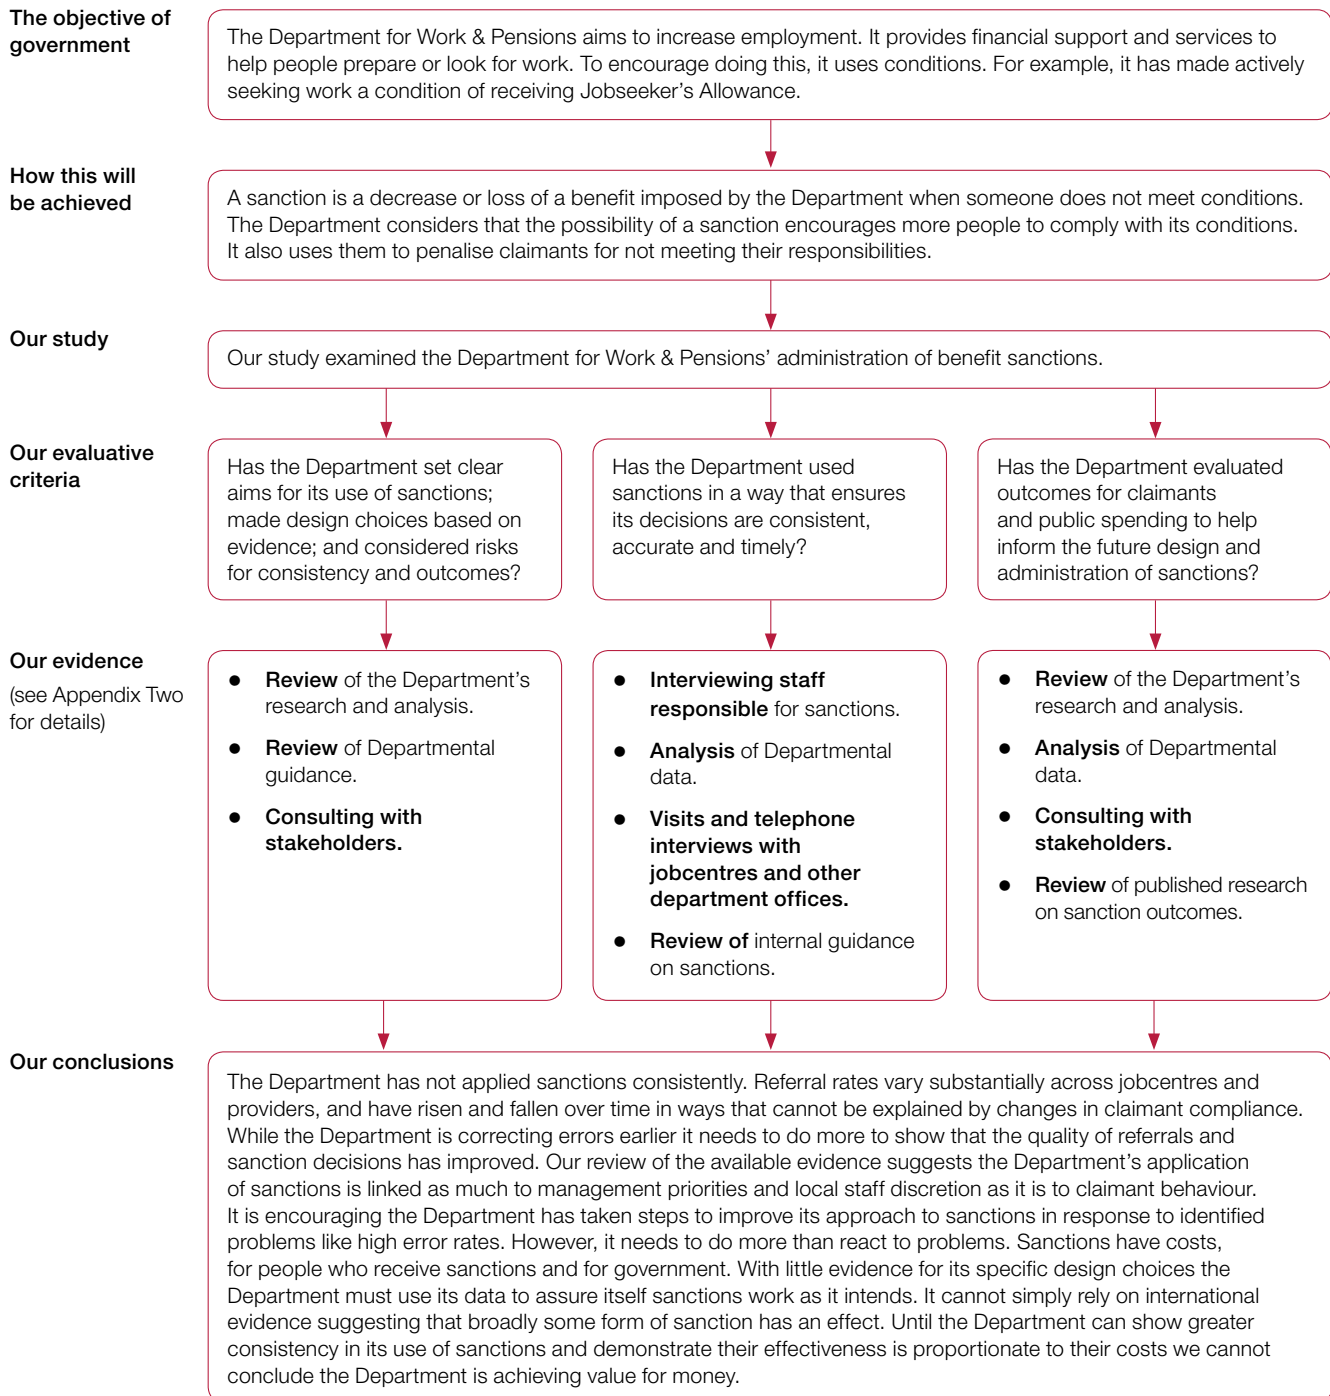 The objective of
government
The Department for Work & Pensions aims to increase employment. It provides financial support and services to
help people prepare or look for work. To encourage doing this, it uses conditions. For example, it has made actively
seeking work a condition of receiving Jobseeker's Allowance.
How this will
be achieved
A sanction is a decrease or loss of a benefit imposed by the Department when someone does not meet conditions.
The Department considers that the possibility of a sanction encourages more people to comply with its conditions.
It also uses them to penalise claimants for not meeting their responsibilities.
Our study
Our study examined the Department for Work & Pensions' administration of benefit sanctions.
Our evaluative
criteria
Has the Department set clear
aims for its use of sanctions;
made design choices based on
evidence; and considered risks
for consistency and outcomes?
Has the Department used
sanctions in a way that ensures
its decisions are consistent,
accurate and timely?
Has the Department evaluated
outcomes for claimants
and public spending to help
inform the future design and
administration of sanctions?
Our evidence
(see Appendix Two
for details)
● Review of the Department's
research and analysis.
● Review of Departmental
guidance.
● Consulting with
stakeholders.
● Interviewing staff
responsible for sanctions.
● Analysis of Departmental
data.
● Visits and telephone
interviews with
jobcentres and other
department offices.
● Review of internal guidance
on sanctions.
● Review of the Department's
research and analysis.
● Analysis of Departmental
data.
● Consulting with
stakeholders.
● Review of published research
on sanction outcomes.
Our conclusions
The Department has not applied sanctions consistently. Referral rates vary substantially across jobcentres and
providers, and have risen and fallen over time in ways that cannot be explained by changes in claimant compliance.
While the Department is correcting errors earlier it needs to do more to show that the quality of referrals and
sanction decisions has improved. Our review of the available evidence suggests the Department's application
of sanctions is linked as much to management priorities and local staff discretion as it is to claimant behaviour.
It is encouraging the Department has taken steps to improve its approach to sanctions in response to identified
problems like high error rates. However, it needs to do more than react to problems. Sanctions have costs,
for people who receive sanctions and for government. With little evidence for its specific design choices the
Department must use its data to assure itself sanctions work as it intends. It cannot simply rely on international
evidence suggesting that broadly some form of sanction has an effect. Until the Department can show greater
consistency in its use of sanctions and demonstrate their effectiveness is proportionate to their costs we cannot
conclude the Department is achieving value for money.